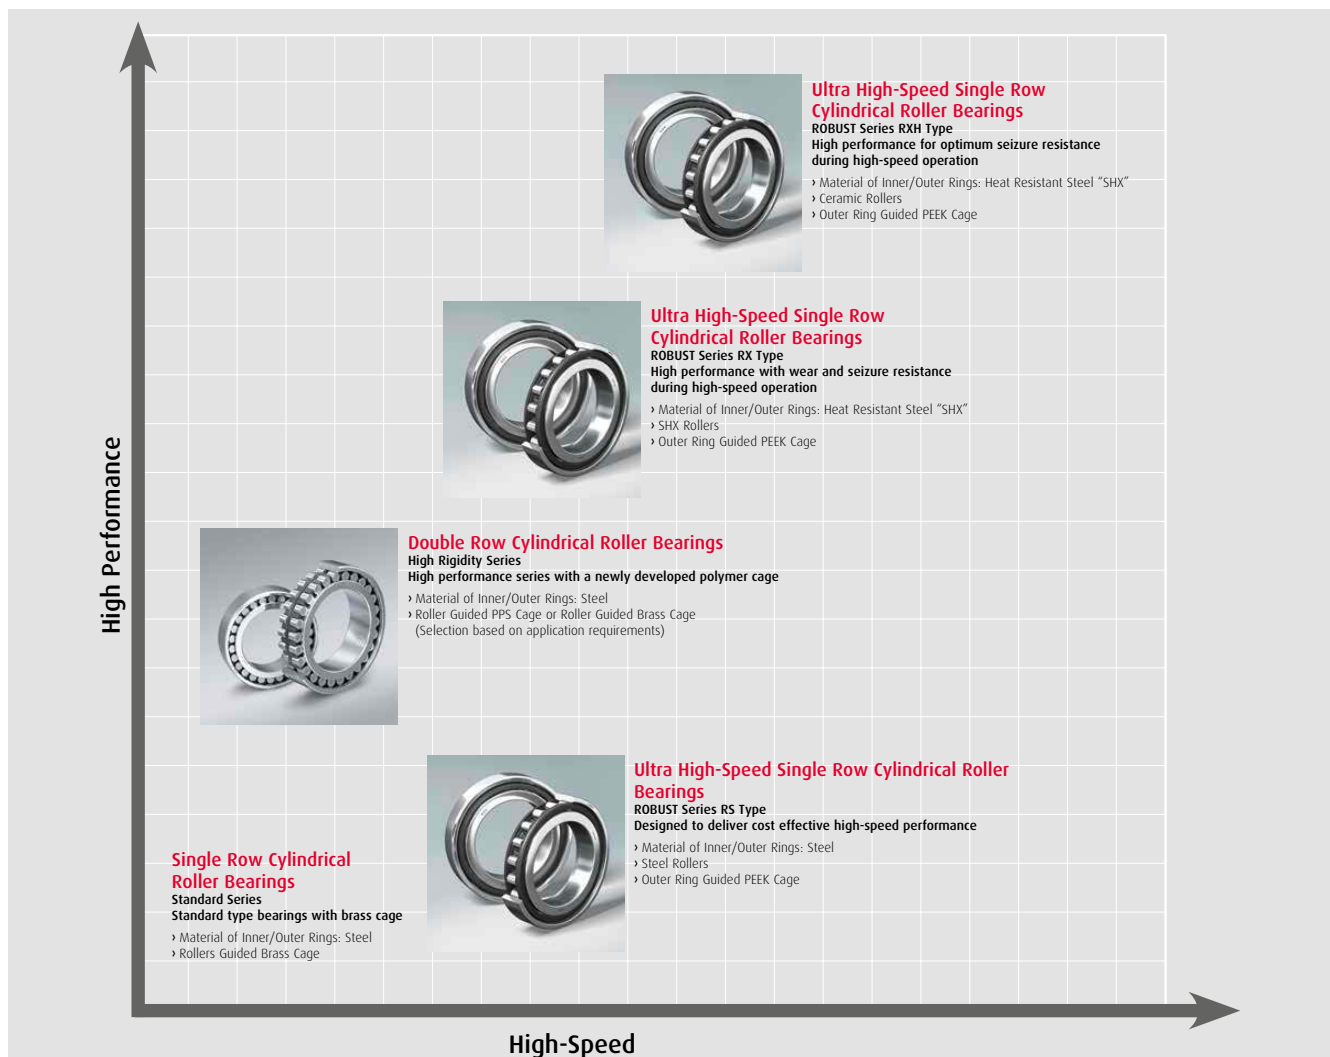 High Performance
Ultra High-Speed Single Row
Cylindrical Roller Bearings
ROBUST Series RXH Type
High performance for optimum seizure resistance
during high-speed operation
› Material of Inner/Outer Rings: Heat Resistant Steel “SHX”
› Ceramic Rollers
› Outer Ring Guided PEEK Cage
Ultra High-Speed Single Row
Cylindrical Roller Bearings
ROBUST Series RX Type
High performance with wear and seizure resistance
during high-speed operation
› Material of Inner/Outer Rings: Heat Resistant Steel “SHX”
› SHX Rollers
› Outer Ring Guided PEEK Cage
Double Row Cylindrical Roller Bearings
High Rigidity Series
High performance series with a newly developed polymer cage
› Material of Inner/Outer Rings: Steel
› Roller Guided PPS Cage or Roller Guided Brass Cage
(Selection based on application requirements)
Ultra High-Speed Single Row Cylindrical Roller
Bearings
ROBUST Series RS Type
Designed to deliver cost effective high-speed performance
› Material of Inner/Outer Rings: Steel
› Steel Rollers
› Outer Ring Guided PEEK Cage
Single Row Cylindrical
Roller Bearings
Standard Series
Standard type bearings with brass cage
› Material of Inner/Outer Rings: Steel
› Rollers Guided Brass Cage
High-Speed